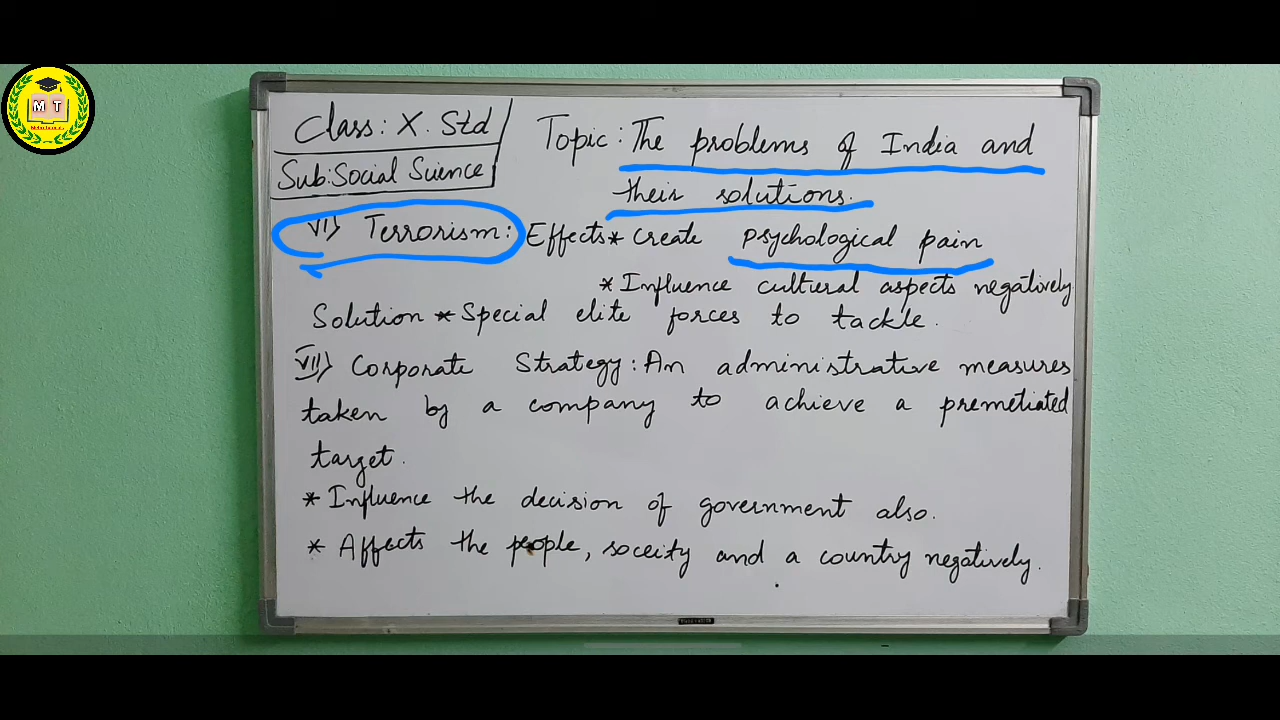 M T
Class: X. Std
Sub: Social Science
Topic: The problems of India and
their solutions.
VI) Terrorism: Effects * Create psychological pain
* Influence cultural aspects negatively
Solution * Special elite forces to tackle.
VII) Corporate Strategy: An administrative measures
taken by a company to achieve a premetiated
target.
* Influence the decision of government also.
* Affects the people, soceity and a country negatively.